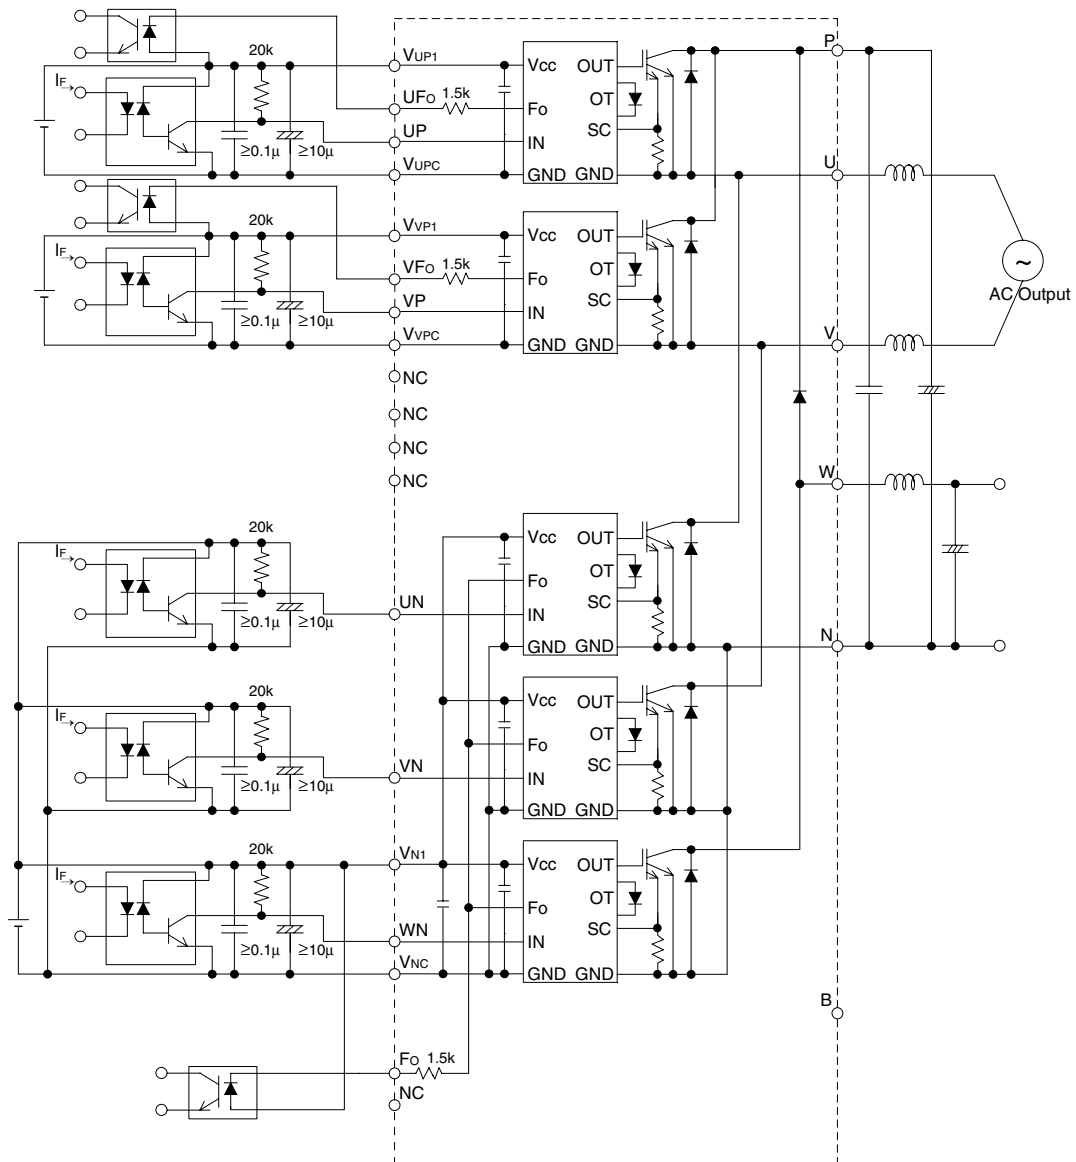 20k
VUP1
Vcc
OUT
P
IF
UFO 1.5k
Fo
OT
UP
IN
SC
≥0.1μ
≥10μ
VUPC
GND GND
U
20k
VVP1
Vcc
OUT
IF
VFO 1.5k
Fo
OT
~
AC Output
VP
IN
SC
≥0.1μ
≥10μ
VVPC
GND GND
V
NC
NC
NC
NC
W
20k
Vcc
OUT
IF
Fo
OT
UN
IN
SC
≥0.1μ
≥10μ
GND GND
N
20k
Vcc
OUT
IF
Fo
OT
VN
IN
SC
≥0.1μ
≥10μ
GND GND
20k
VN1
Vcc
OUT
IF
Fo
OT
WN
IN
SC
≥0.1μ
≥10μ
VNC
GND GND
B
FO 1.5k
NC